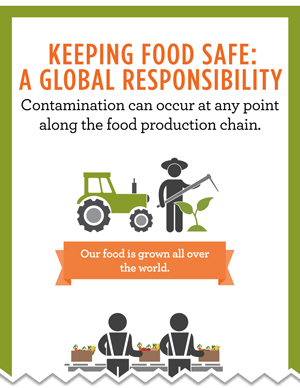 KEEPING FOOD SAFE:
A GLOBAL RESPONSIBILITY
Contamination can occur at any point
along the food production chain.
Our food is grown all over
the world.